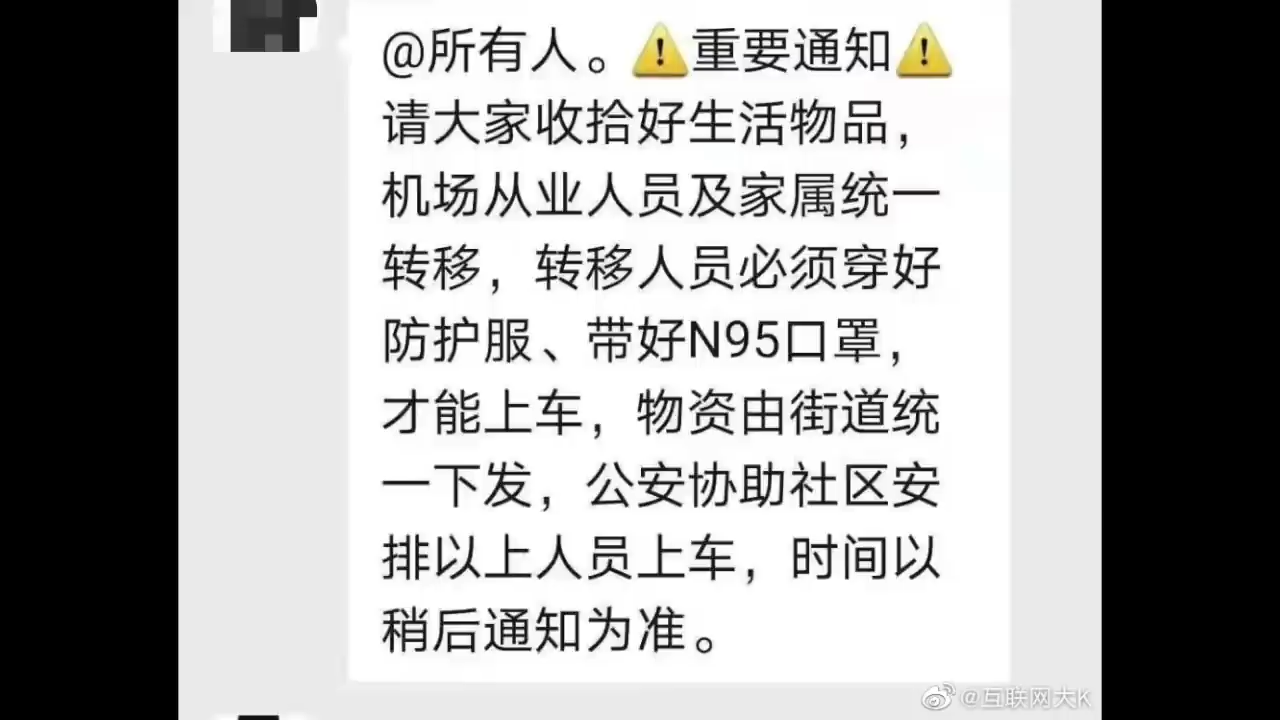 @所有人。⚠️重要通知⚠️
请大家收拾好生活物品，
机场从业人员及家属统一
转移，转移人员必须穿好
防护服、带好N95口罩，
才能上车，物资由街道统
一下发，公安协助社区安
排以上人员上车，时间以
稍后通知为准。
@互联网大K